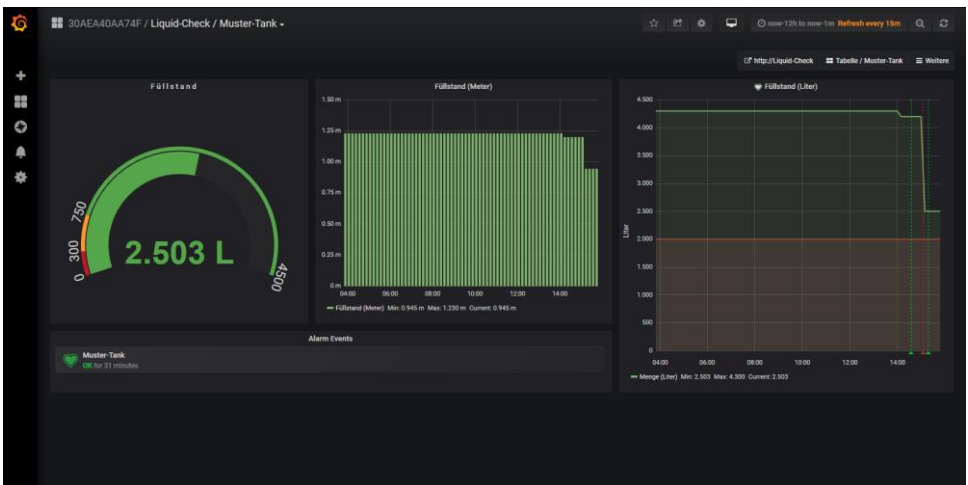 30AEA40AA74F / Liquid-Check / Muster-Tank
now-12h to now-1m Refresh every 15m
http://Liquid-Check Tabelle / Muster-Tank Weitere
Füllstand
0
300
750
4500
2.503 L
Füllstand (Meter)
1.50 m
1.25 m
1.00 m
0.75 m
0.50 m
0.25 m
0 m
04:00 06:00 08:00 10:00 12:00 14:00
Füllstand (Meter) Min: 0.945 m Max: 1.230 m Current: 0.945 m
Füllstand (Liter)
Liter
4.500
4.000
3.500
3.000
2.500
2.000
1.500
1.000
500
0
04:00 06:00 08:00 10:00 12:00 14:00
Menge (Liter) Min: 2.503 Max: 4.300 Current: 2.503
Alarm Events
Muster-Tank
OK for 31 minutes